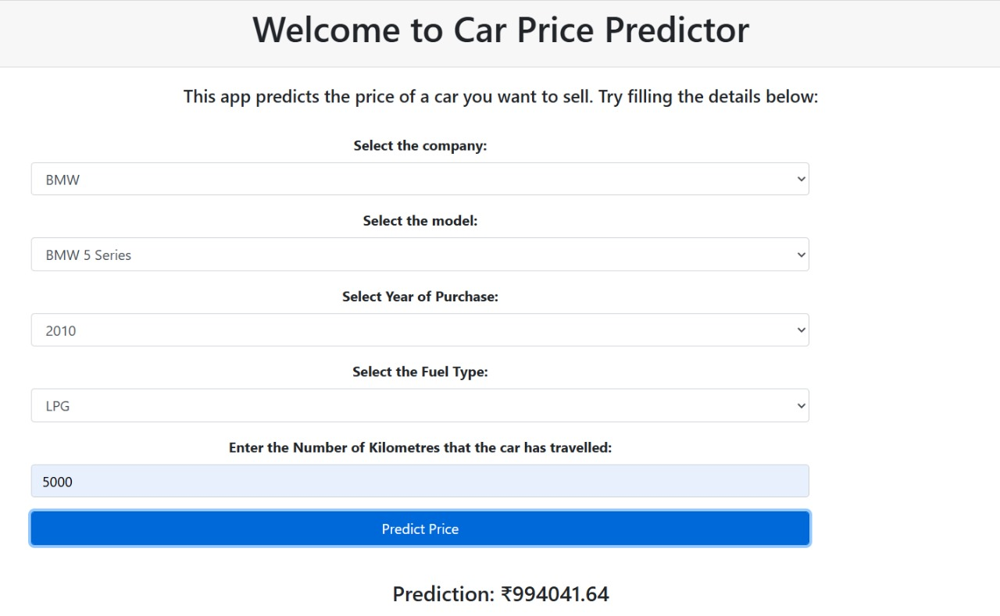 Welcome to Car Price Predictor
This app predicts the price of a car you want to sell. Try filling the details below:
Select the company:
BMW
Select the model:
BMW 5 Series
Select Year of Purchase:
2010
Select the Fuel Type:
LPG
Enter the Number of Kilometres that the car has travelled:
5000
Predict Price
Prediction: ₹994041.64